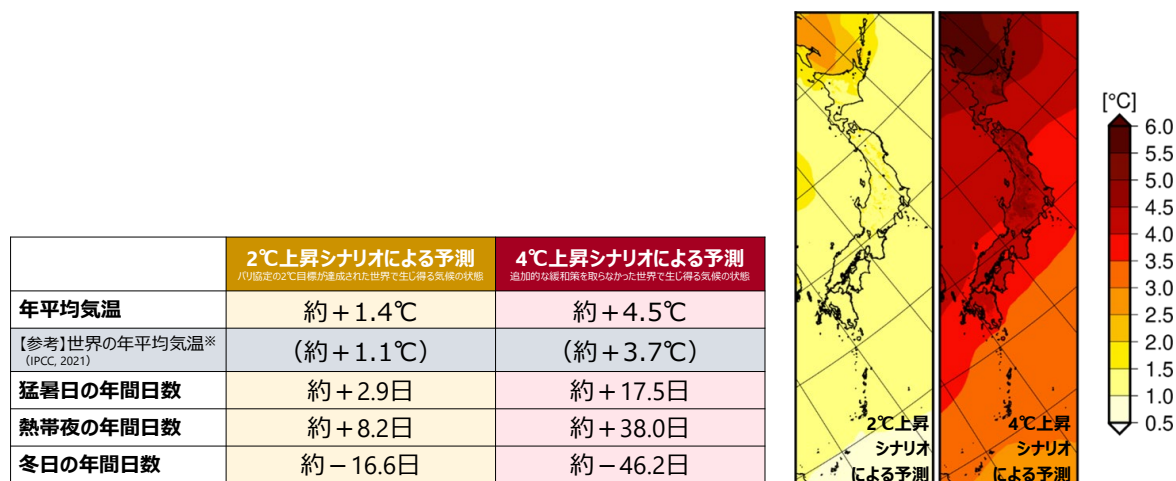 2℃上昇シナリオによる予測
パリ協定の2℃目標が達成された世界で生じ得る気候の状態
4℃上昇シナリオによる予測
追加的な緩和策を取らなかった世界で生じ得る気候の状態
年平均気温
約+1.4℃
約+4.5℃
【参考】世界の年平均気温※
（IPCC, 2021）
（約+1.1℃）
（約+3.7℃）
猛暑日の年間日数
約+2.9日
約+17.5日
熱帯夜の年間日数
約+8.2日
約+38.0日
冬日の年間日数
約－16.6日
約－46.2日
2℃上昇
シナリオ
による予測
4℃上昇
シナリオ
による予測
[°C]
6.0
5.5
5.0
4.5
4.0
3.5
3.0
2.5
2.0
1.5
1.0
0.5